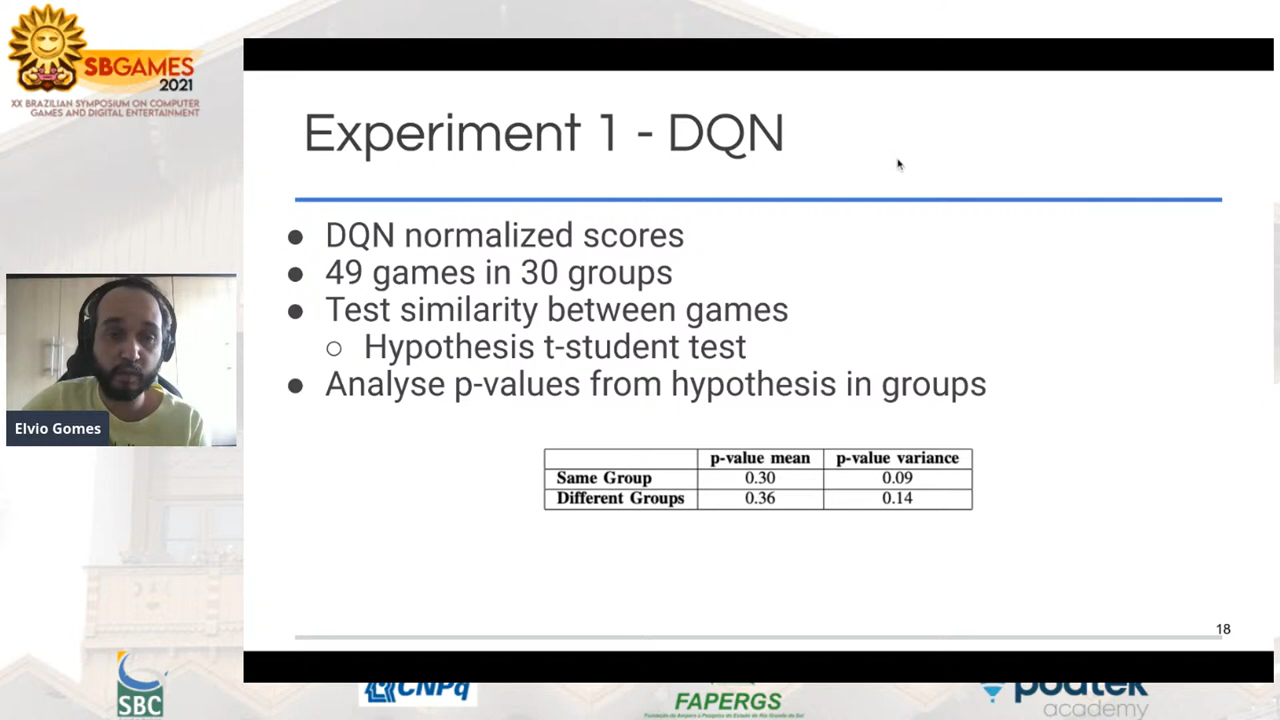 SBGAMES
2021
XX BRAZILIAN SYMPOSIUM ON COMPUTER
GAMES AND DIGITAL ENTERTAINMENT
Experiment 1 - DQN
● DQN normalized scores
● 49 games in 30 groups
● Test similarity between games
○ Hypothesis t-student test
● Analyse p-values from hypothesis in groups
Elvio Gomes
p-value mean p-value variance
Same Group 0.30 0.09
Different Groups 0.36 0.14
18
SBC
CNPq
FAPERGS
podtek
academy